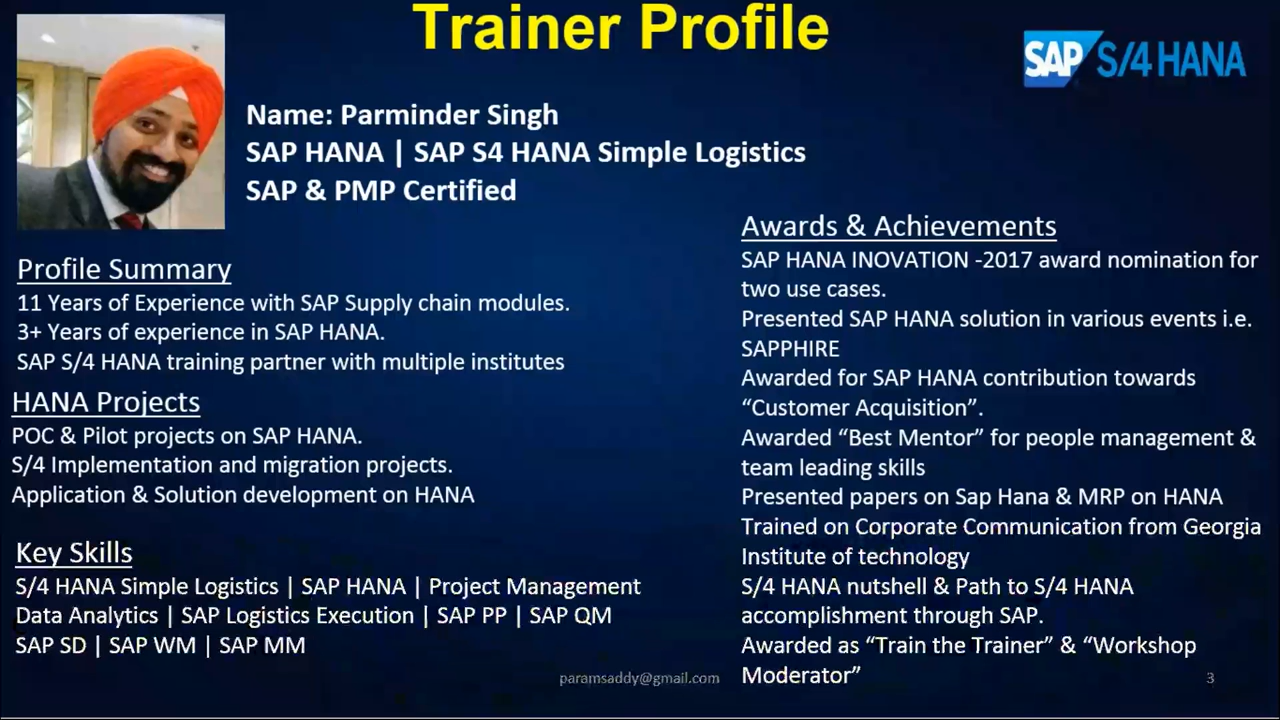 Trainer Profile
SAP S/4 HANA
Name: Parminder Singh
SAP HANA | SAP S4 HANA Simple Logistics
SAP & PMP Certified
Profile Summary
11 Years of Experience with SAP Supply chain modules.
3+ Years of experience in SAP HANA.
SAP S/4 HANA training partner with multiple institutes
HANA Projects
POC & Pilot projects on SAP HANA.
S/4 Implementation and migration projects.
Application & Solution development on HANA
Key Skills
S/4 HANA Simple Logistics | SAP HANA | Project Management
Data Analytics | SAP Logistics Execution | SAP PP | SAP QM
SAP SD | SAP WM | SAP MM
Awards & Achievements
SAP HANA INOVATION -2017 award nomination for
two use cases.
Presented SAP HANA solution in various events i.e.
SAPPHIRE
Awarded for SAP HANA contribution towards
“Customer Acquisition”.
Awarded “Best Mentor” for people management &
team leading skills
Presented papers on Sap Hana & MRP on HANA
Trained on Corporate Communication from Georgia
Institute of technology
S/4 HANA nutshell & Path to S/4 HANA
accomplishment through SAP.
Awarded as “Train the Trainer” & “Workshop
Moderator”
paramsaddy@gmail.com
3